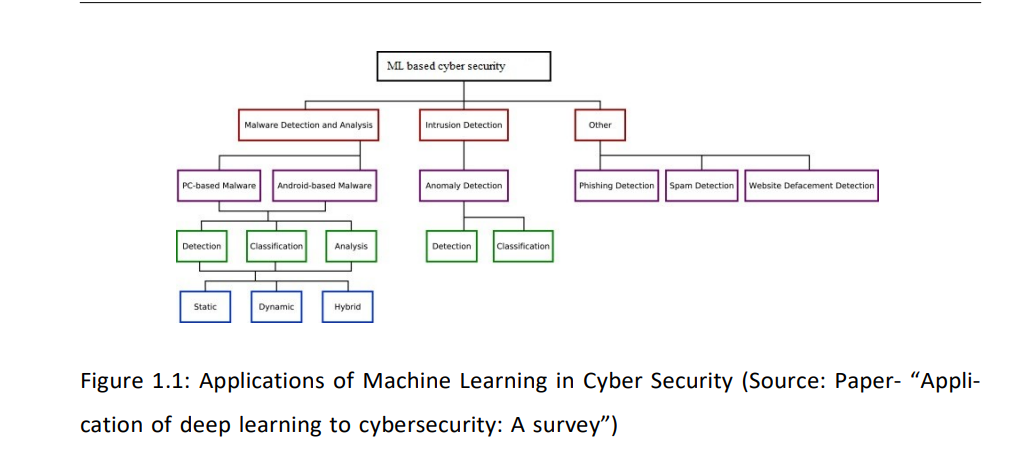 ML based cyber security
Malware Detection and Analysis
Intrusion Detection
Other
PC-based Malware
Android-based Malware
Anomaly Detection
Phishing Detection
Spam Detection
Website Defacement Detection
Detection
Classification
Analysis
Detection
Classification
Static
Dynamic
Hybrid
Figure 1.1: Applications of Machine Learning in Cyber Security (Source: Paper- “Appli-
cation of deep learning to cybersecurity: A survey”)